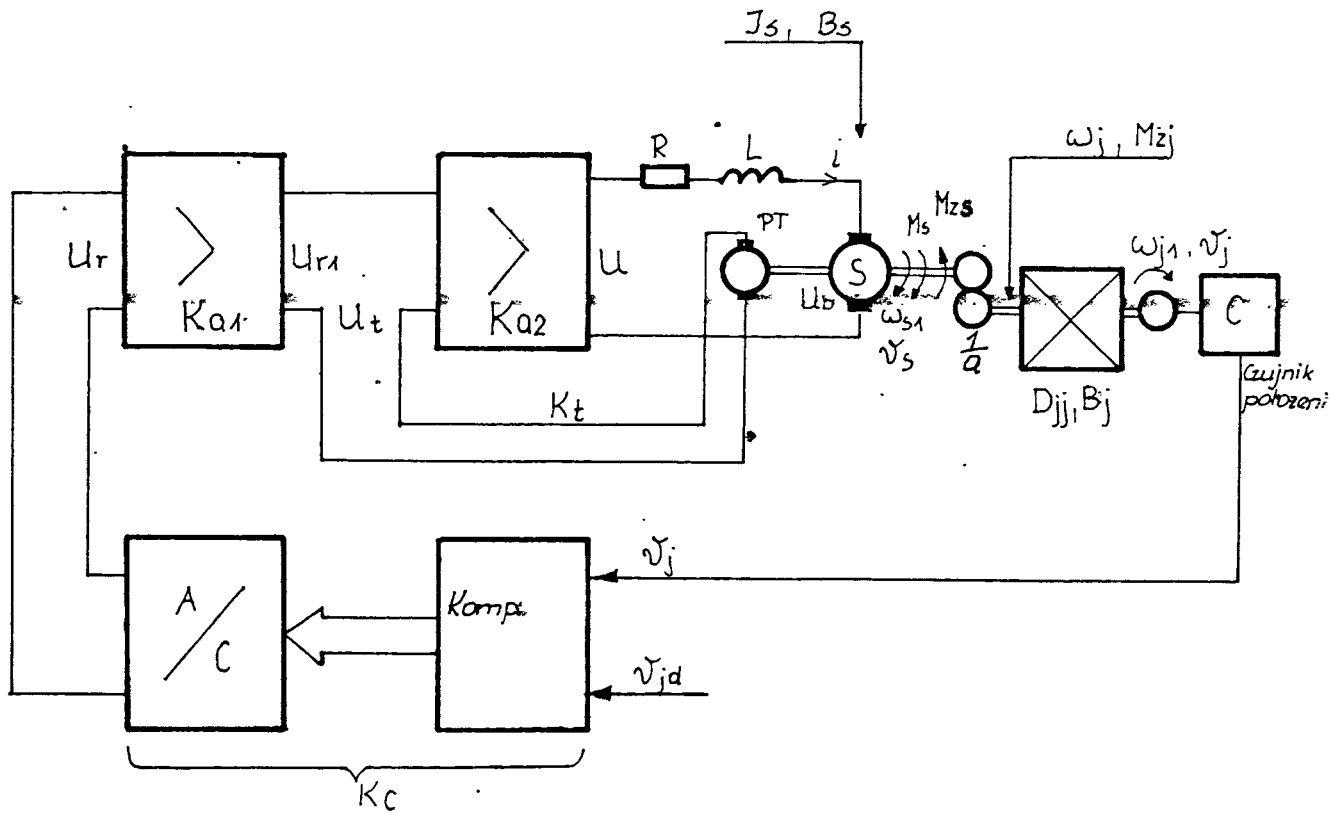 Js, Bs
R
L
i
ωj, Mzj
PT
Ms
Mzs
Ur
Ur1
U
S
ωj1, ϑj
Ka1
Ut
Ka2
Ub
ωs1
ϑs
1/a
C
Kt
Djj, Bj
Czujnik
położeni
ϑj
A/C
Komp.
ϑjd
Kc